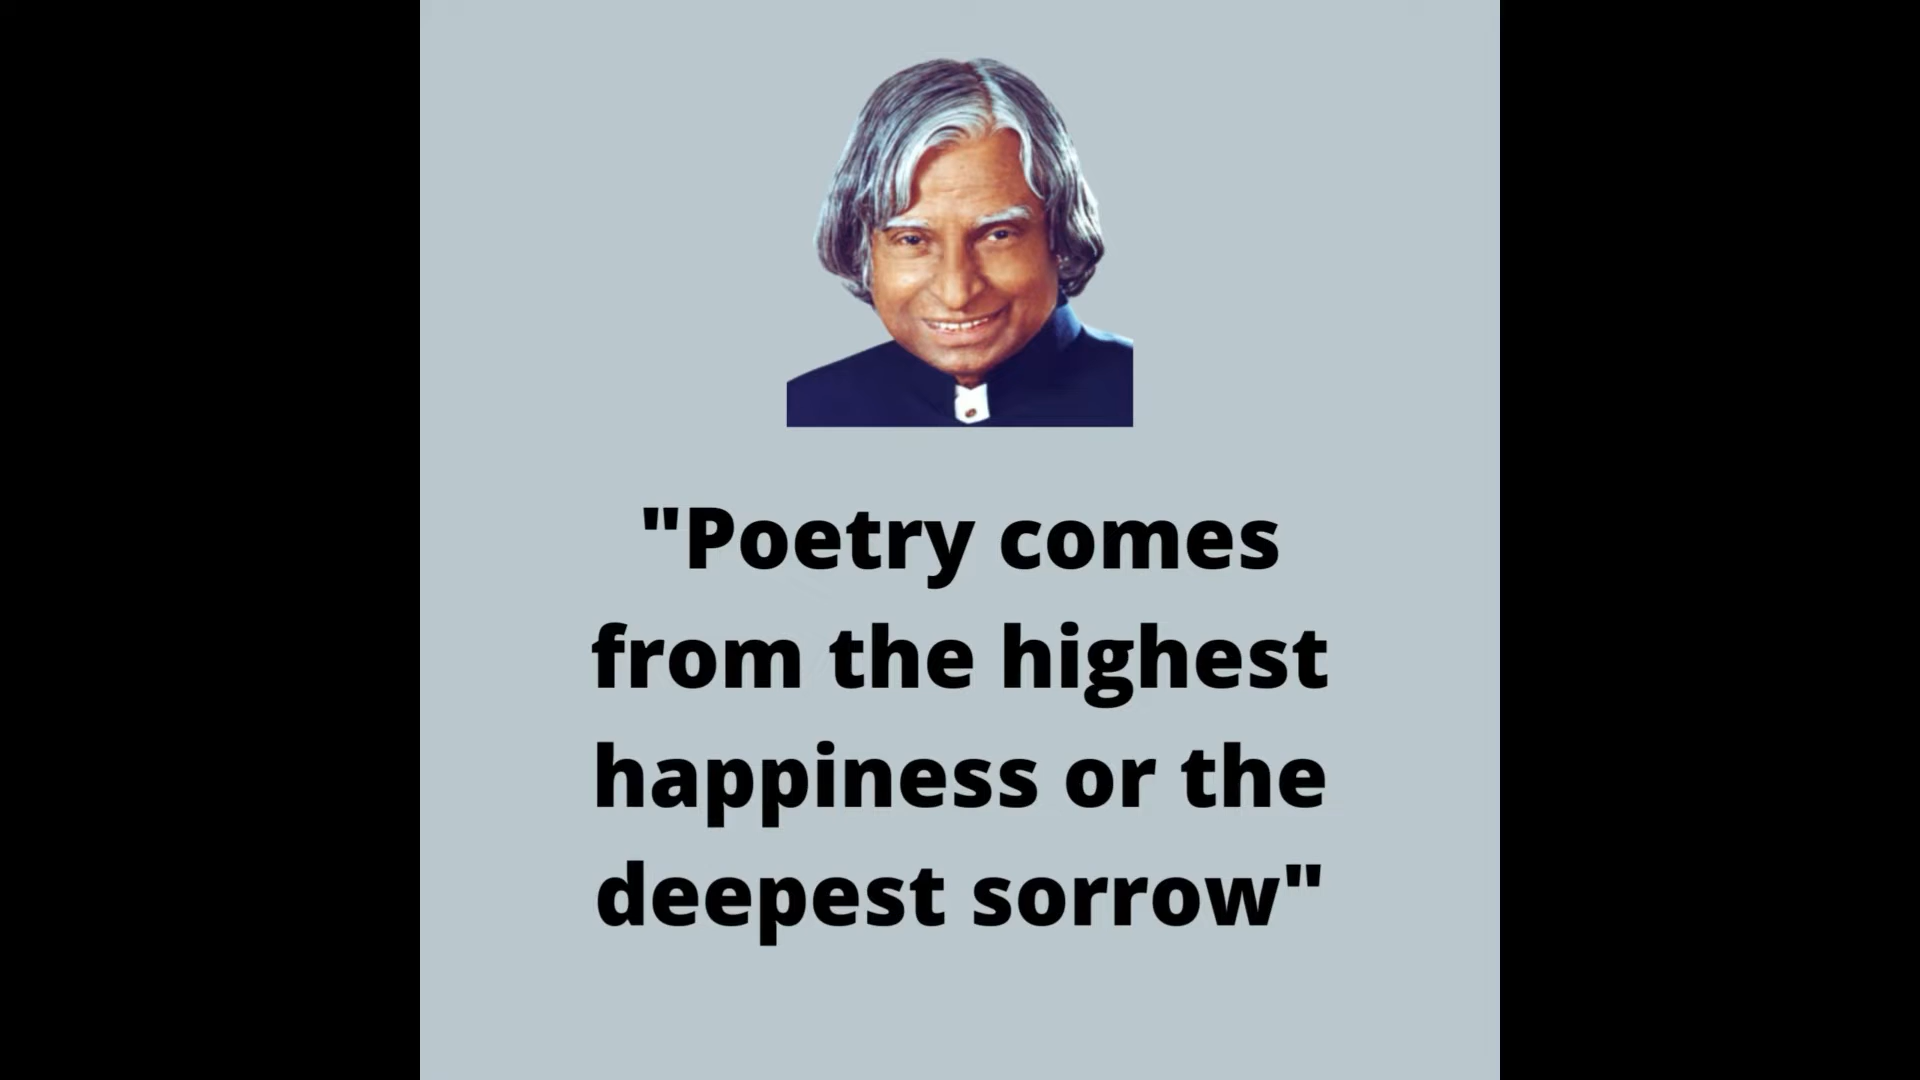 "Poetry comes
from the highest
happiness or the
deepest sorrow"